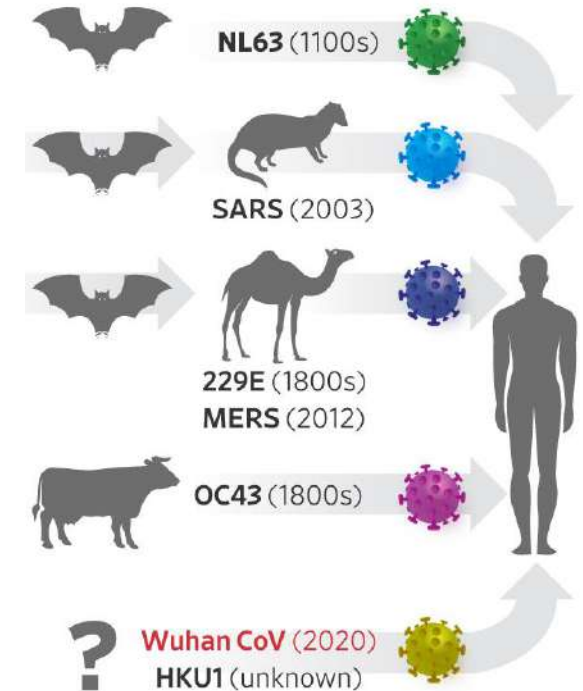 NL63 (1100s)
SARS (2003)
229E (1800s)
MERS (2012)
OC43 (1800s)
?
Wuhan CoV (2020)
HKU1 (unknown)